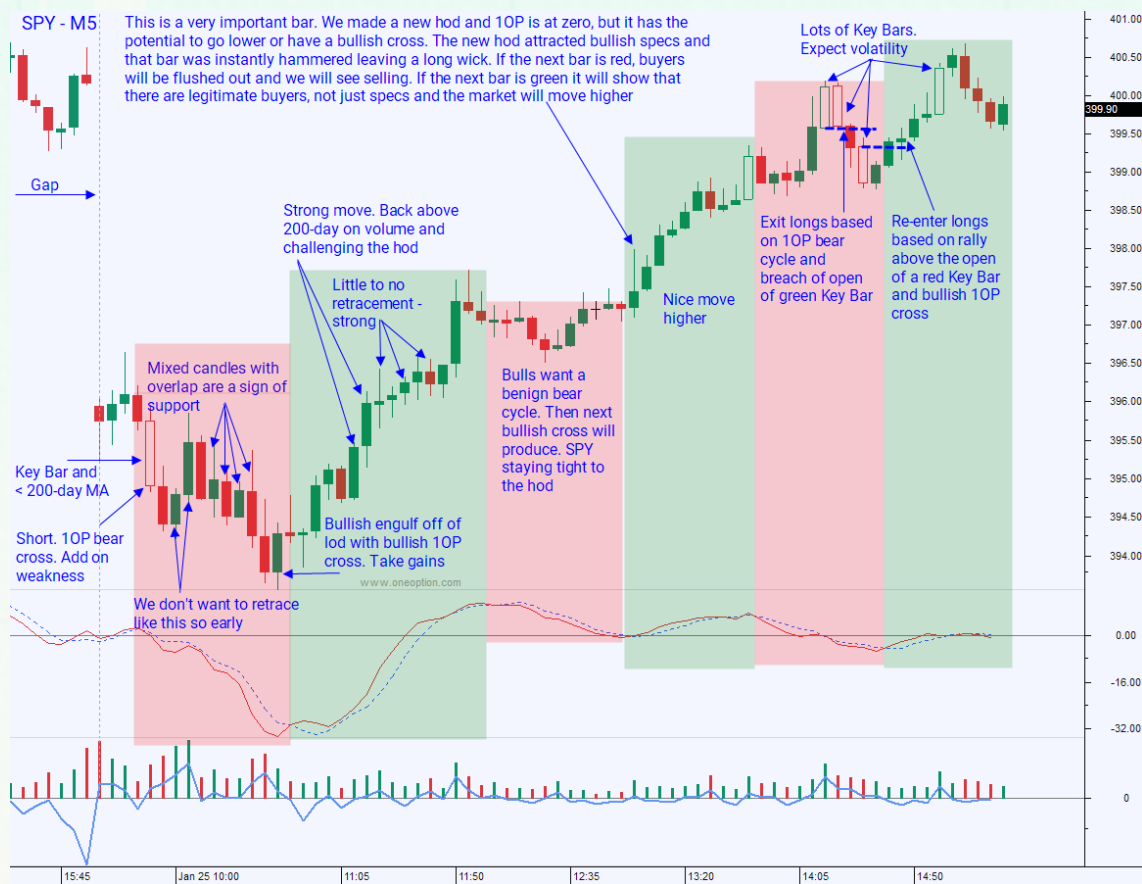 SPY - M5
This is a very important bar. We made a new hod and 1OP is at zero, but it has the
potential to go lower or have a bullish cross. The new hod attracted bullish specs and
that bar was instantly hammered leaving a long wick. If the next bar is red, buyers
will be flushed out and we will see selling. If the next bar is green it will show that
there are legitimate buyers, not just specs and the market will move higher
Lots of Key Bars.
Expect volatility
Gap
Strong move. Back above
200-day on volume and
challenging the hod
Little to no
retracement -
strong
Exit longs based
on 1OP bear
cycle and
breach of open
of green Key Bar
Re-enter longs
based on rally
above the open
of a red Key Bar
and bullish 1OP
cross
Nice move
higher
Mixed candles with
overlap are a sign of
support
Bulls want a
benign bear
cycle. Then next
bullish cross will
produce. SPY
staying tight to
the hod
Key Bar and
< 200-day MA
Short. 1OP bear
cross. Add on
weakness
Bullish engulf off of
lod with bullish 1OP
cross. Take gains
www.oneoption.com
We don't want to retrace
like this so early
401.00
400.50
400.00
399.90
399.50
399.00
398.50
398.00
397.50
397.00
396.50
396.00
395.50
395.00
394.50
394.00
0.00
-16.00
-32.00
0
15:45
Jan 25 10:00
11:05
11:50
12:35
13:20
14:05
14:50